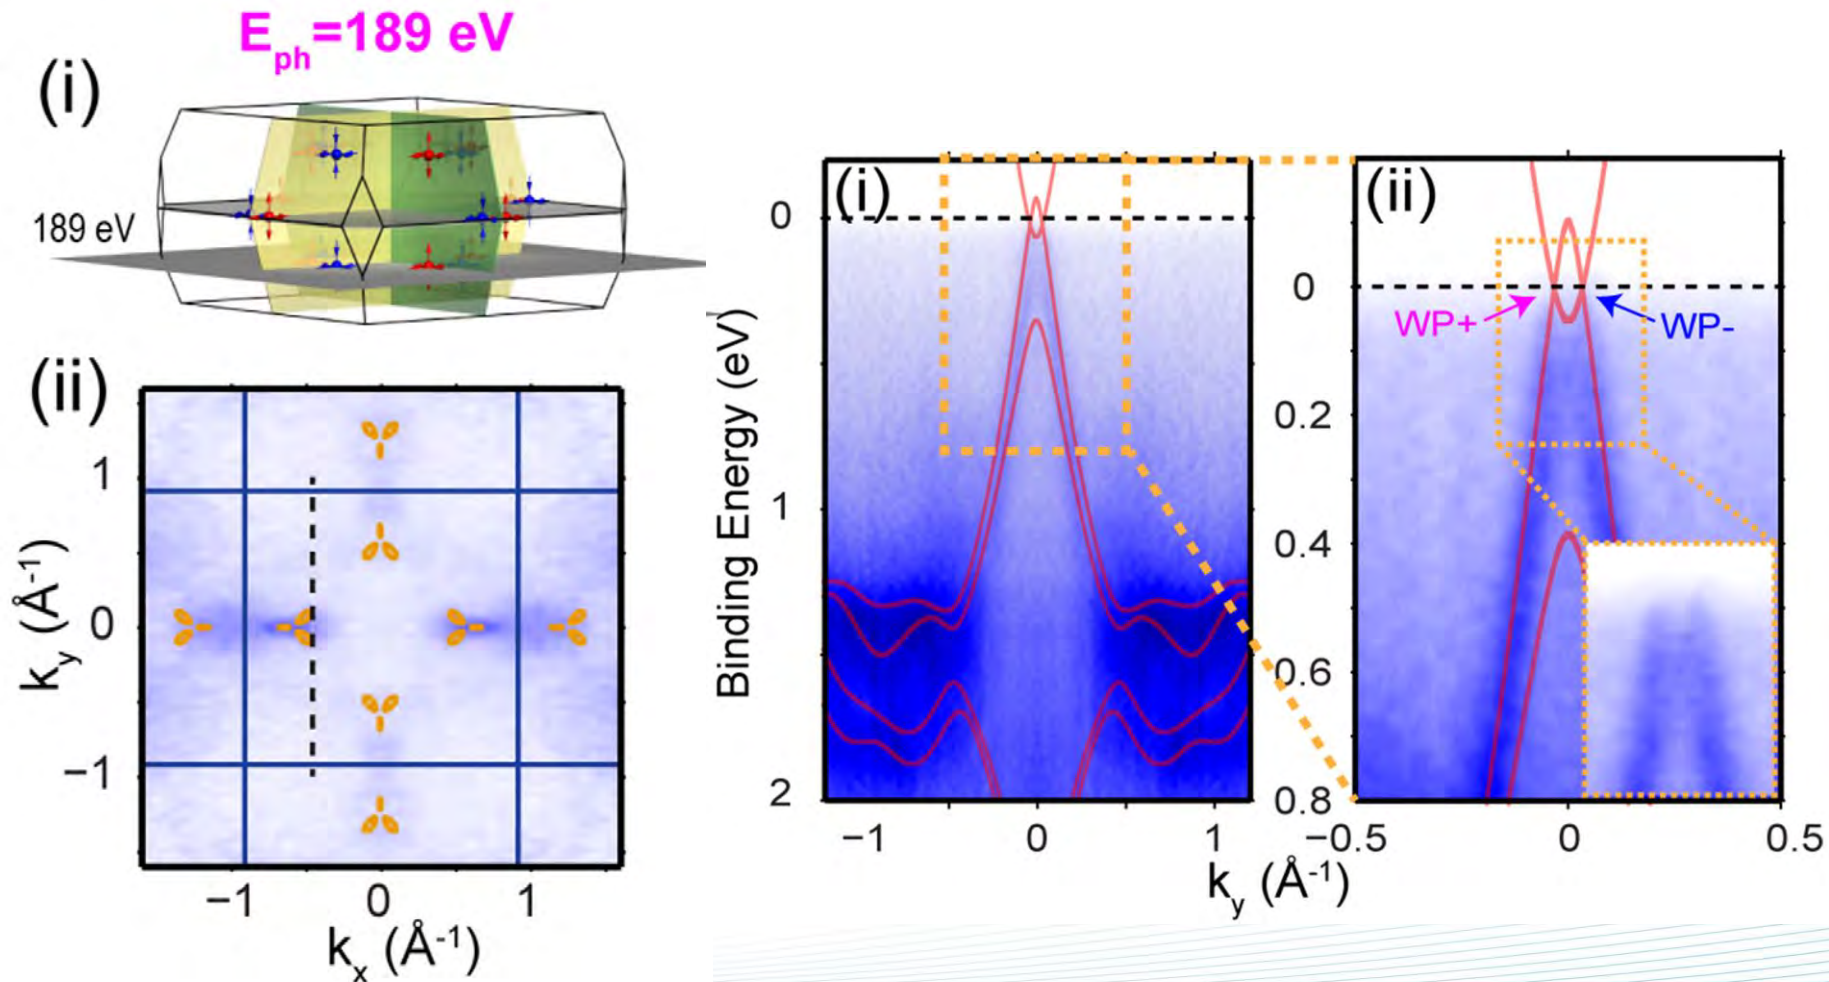 E_ph=189 eV
(i)
189 eV
(ii)
1
0
−1
k_y (Å⁻¹)
−1 0 1
k_x (Å⁻¹)
(i)
0
1
2
Binding Energy (eV)
−1 0 1
(ii)
0
0.2
0.4
0.6
0.8
WP+
WP-
−0.5 0 0.5
k_y (Å⁻¹)